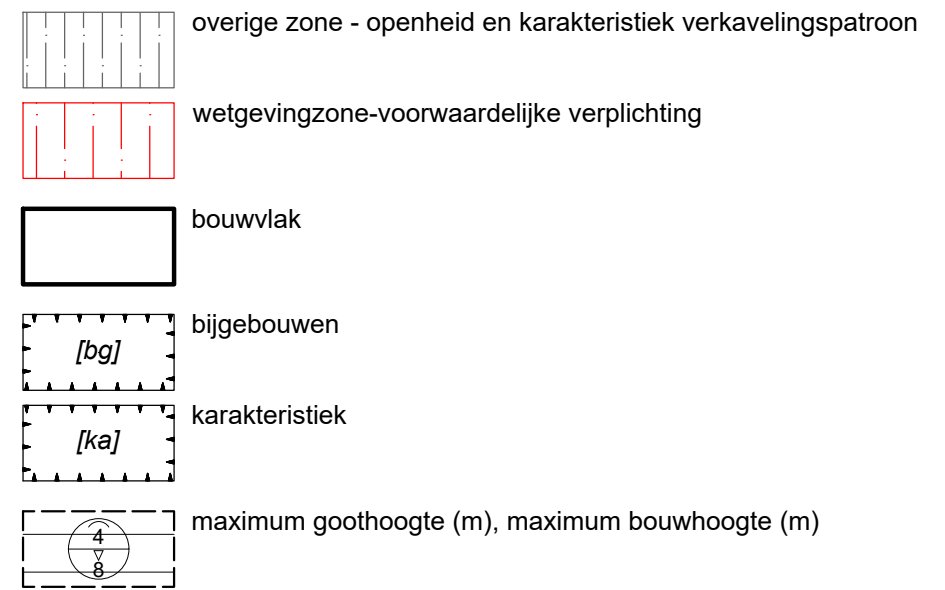 overige zone - openheid en karakteristiek verkavelingspatroon
wetgevingzone-voorwaardelijke verplichting
bouwvlak
[bg] bijgebouwen
[ka] karakteristiek
4
8
maximum goothoogte (m), maximum bouwhoogte (m)